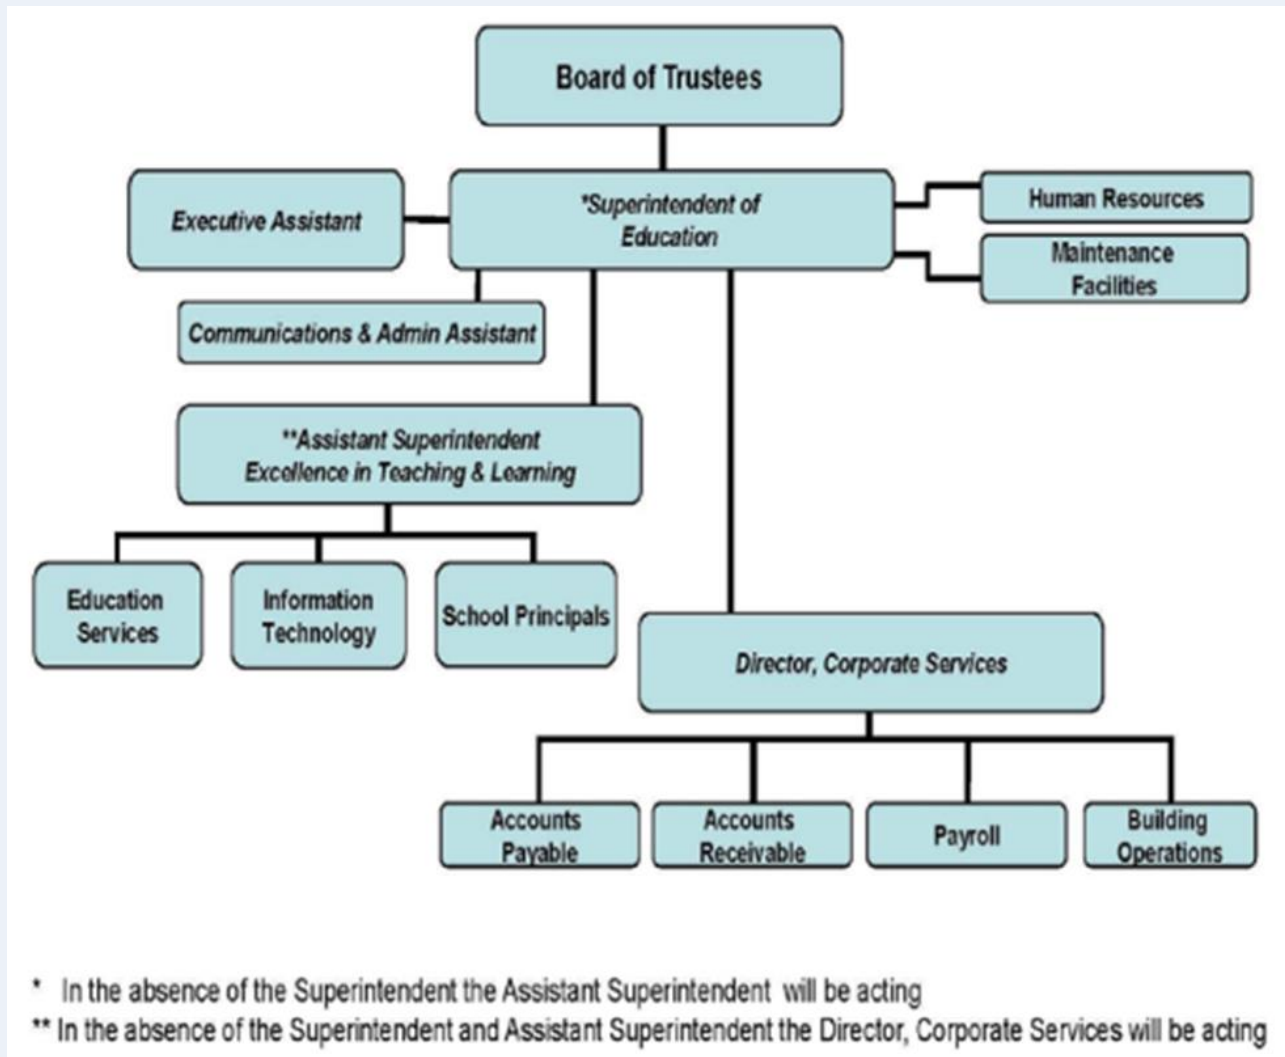 Board of Trustees
Executive Assistant
*Superintendent of
Education
Human Resources
Maintenance
Facilities
Communications & Admin Assistant
**Assistant Superintendent
Excellence in Teaching & Learning
Education
Services
Information
Technology
School Principals
Director, Corporate Services
Accounts
Payable
Accounts
Receivable
Payroll
Building
Operations
* In the absence of the Superintendent the Assistant Superintendent will be acting
** In the absence of the Superintendent and Assistant Superintendent the Director, Corporate Services will be acting